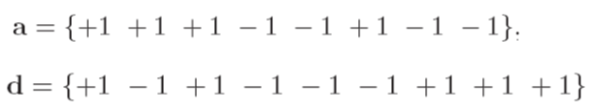 a = {+1 +1 +1 − 1 − 1 +1 − 1 − 1}.
d = {+1 − 1 +1 − 1 − 1 − 1 +1 +1 +1}